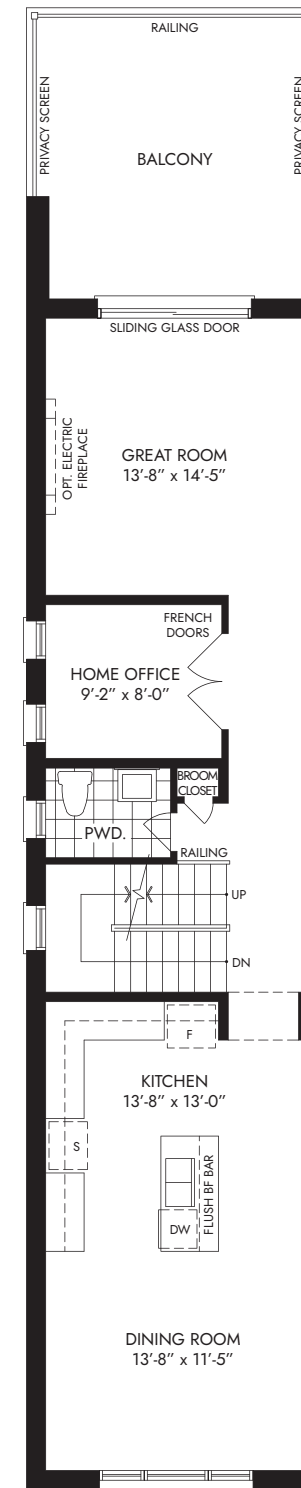 RAILING
PRIVACY SCREEN
PRIVACY SCREEN
BALCONY
SLIDING GLASS DOOR
OPT. ELECTRIC
FIREPLACE
GREAT ROOM
13'-8" x 14'-5"
FRENCH
DOORS
HOME OFFICE
9'-2" x 8'-0"
BROOM
CLOSET
PWD.
RAILING
UP
DN
F
KITCHEN
13'-8" x 13'-0"
S
FLUSH BF BAR
DW
DINING ROOM
13'-8" x 11'-5"